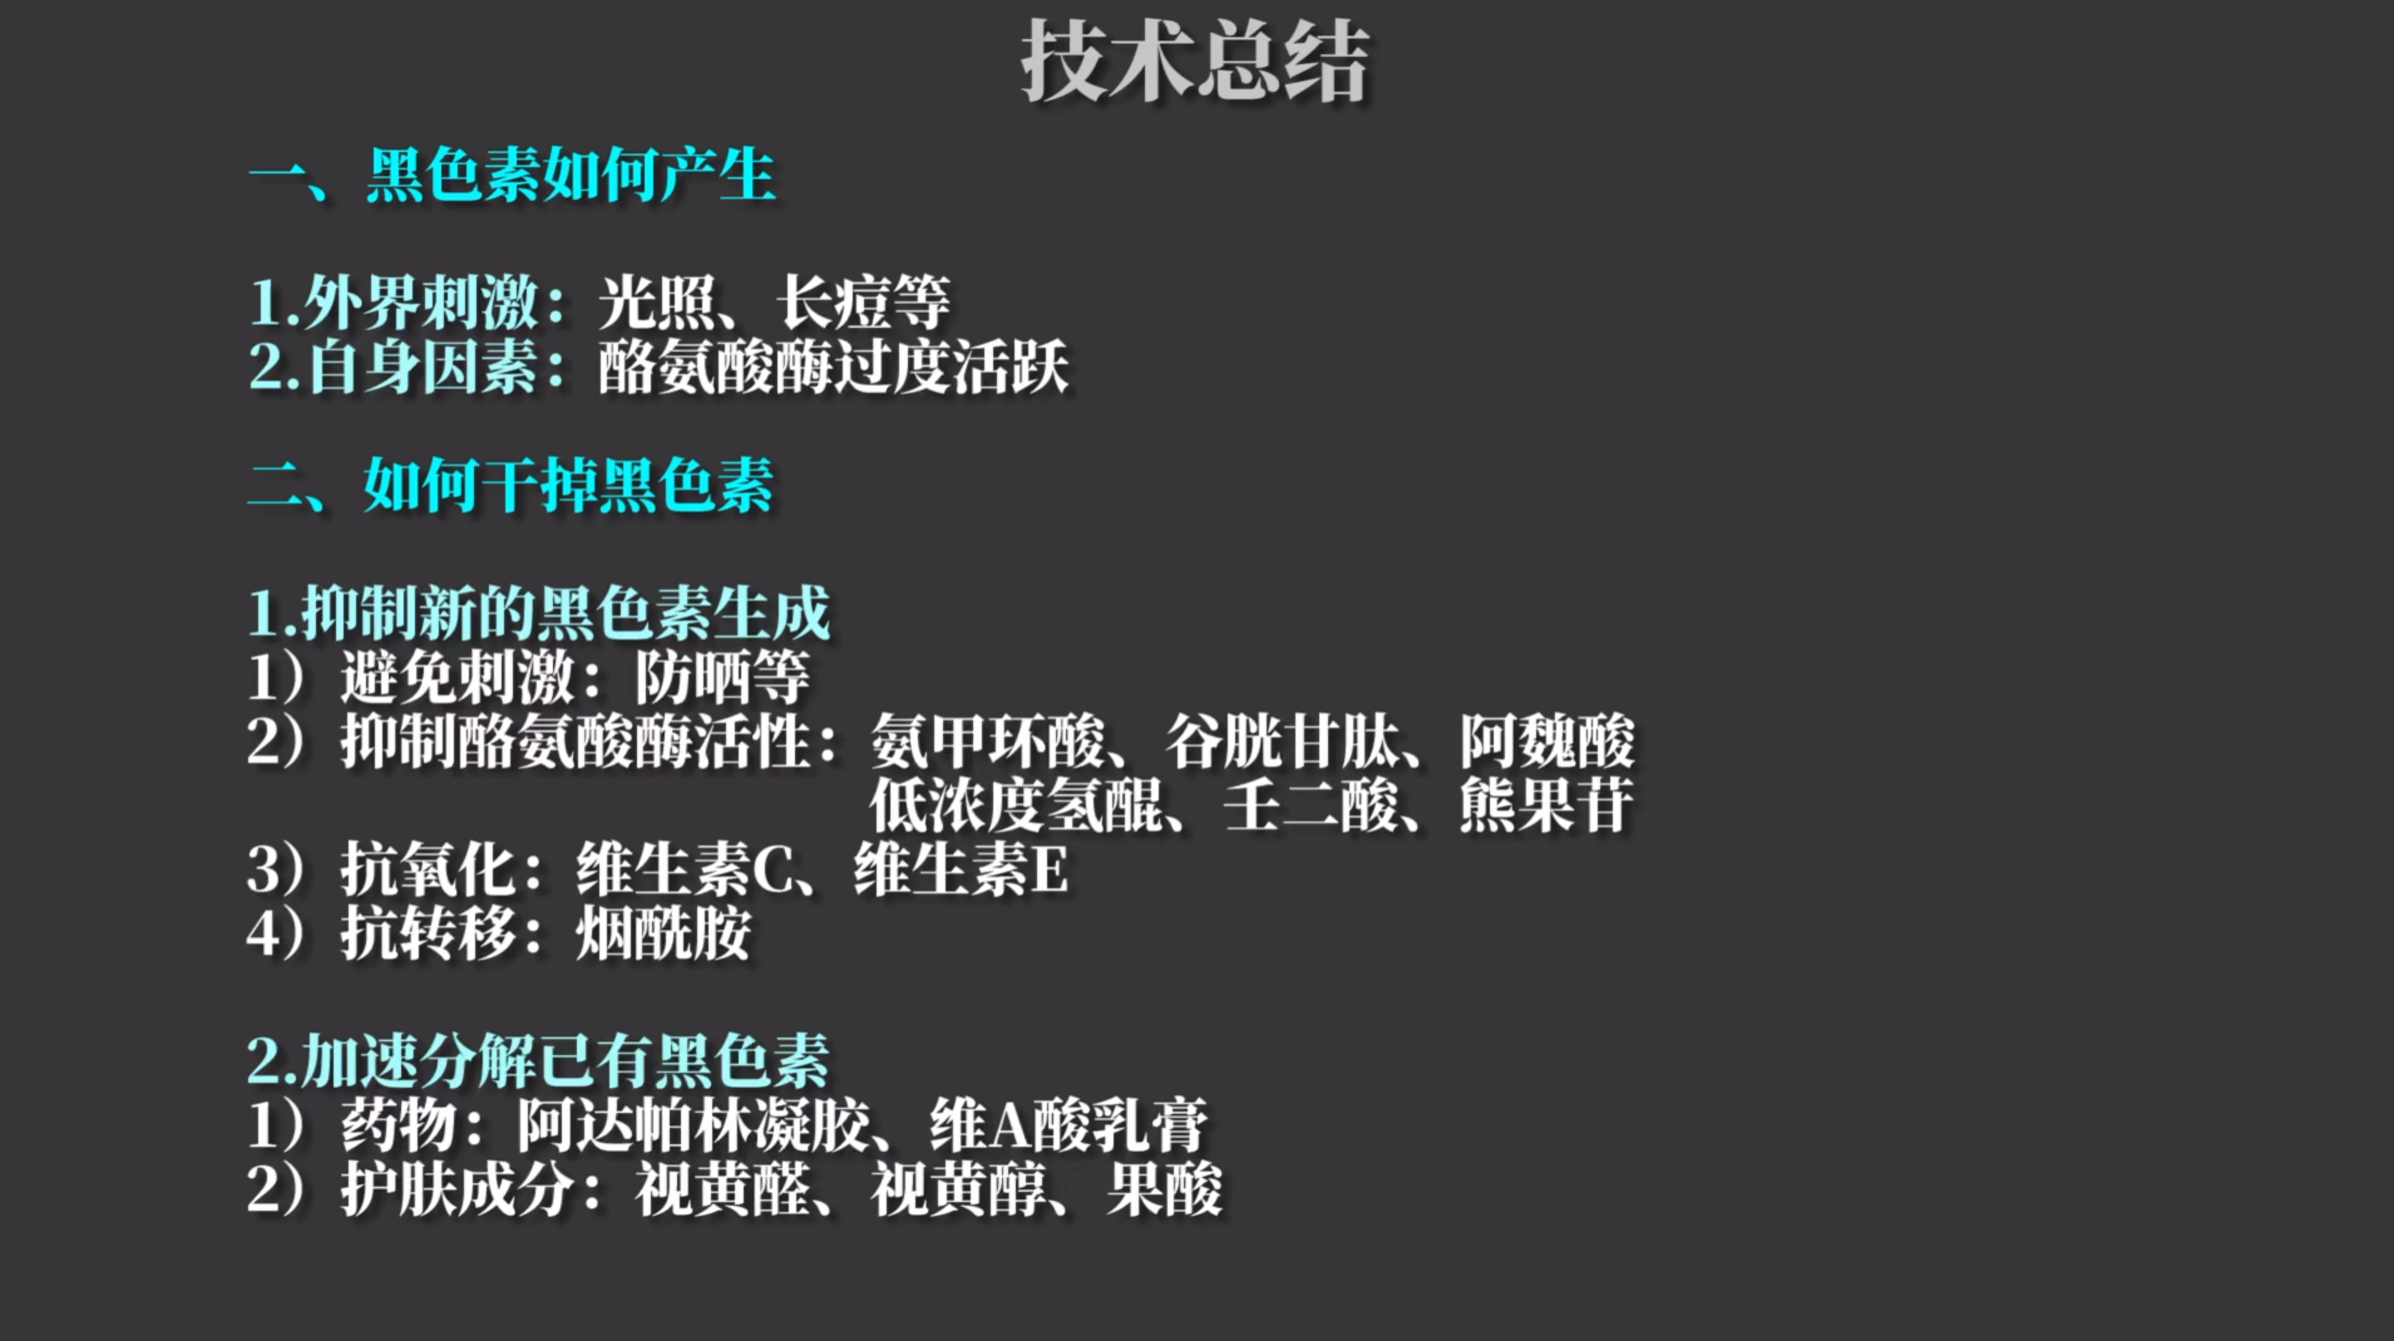 技术总结
一、黑色素如何产生
1.外界刺激：光照、长痘等
2.自身因素：酪氨酸酶过度活跃
二、如何干掉黑色素
1.抑制新的黑色素生成
1）避免刺激：防晒等
2）抑制酪氨酸酶活性：氨甲环酸、谷胱甘肽、阿魏酸
低浓度氢醌、壬二酸、熊果苷
3）抗氧化：维生素C、维生素E
4）抗转移：烟酰胺
2.加速分解已有黑色素
1）药物：阿达帕林凝胶、维A酸乳膏
2）护肤成分：视黄醛、视黄醇、果酸